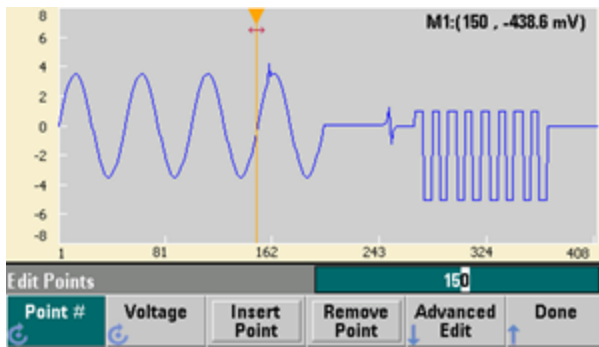 M1:(150 , -438.6 mV)
8
6
4
2
0
-2
-4
-6
-8
1 81 162 243 324 408
Edit Points 150
Point # Voltage Insert Point Remove Point Advanced Edit Done